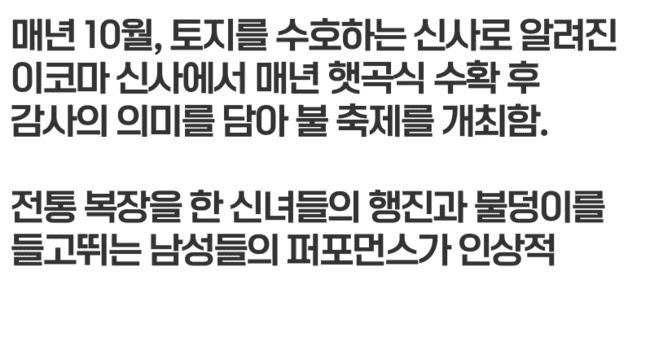 매년 10월, 토지를 수호하는 신사로 알려진
이코마 신사에서 매년 햇곡식 수확 후
감사의 의미를 담아 불 축제를 개최함.
전통 복장을 한 신녀들의 행진과 불덩이를
들고뛰는 남성들의 퍼포먼스가 인상적